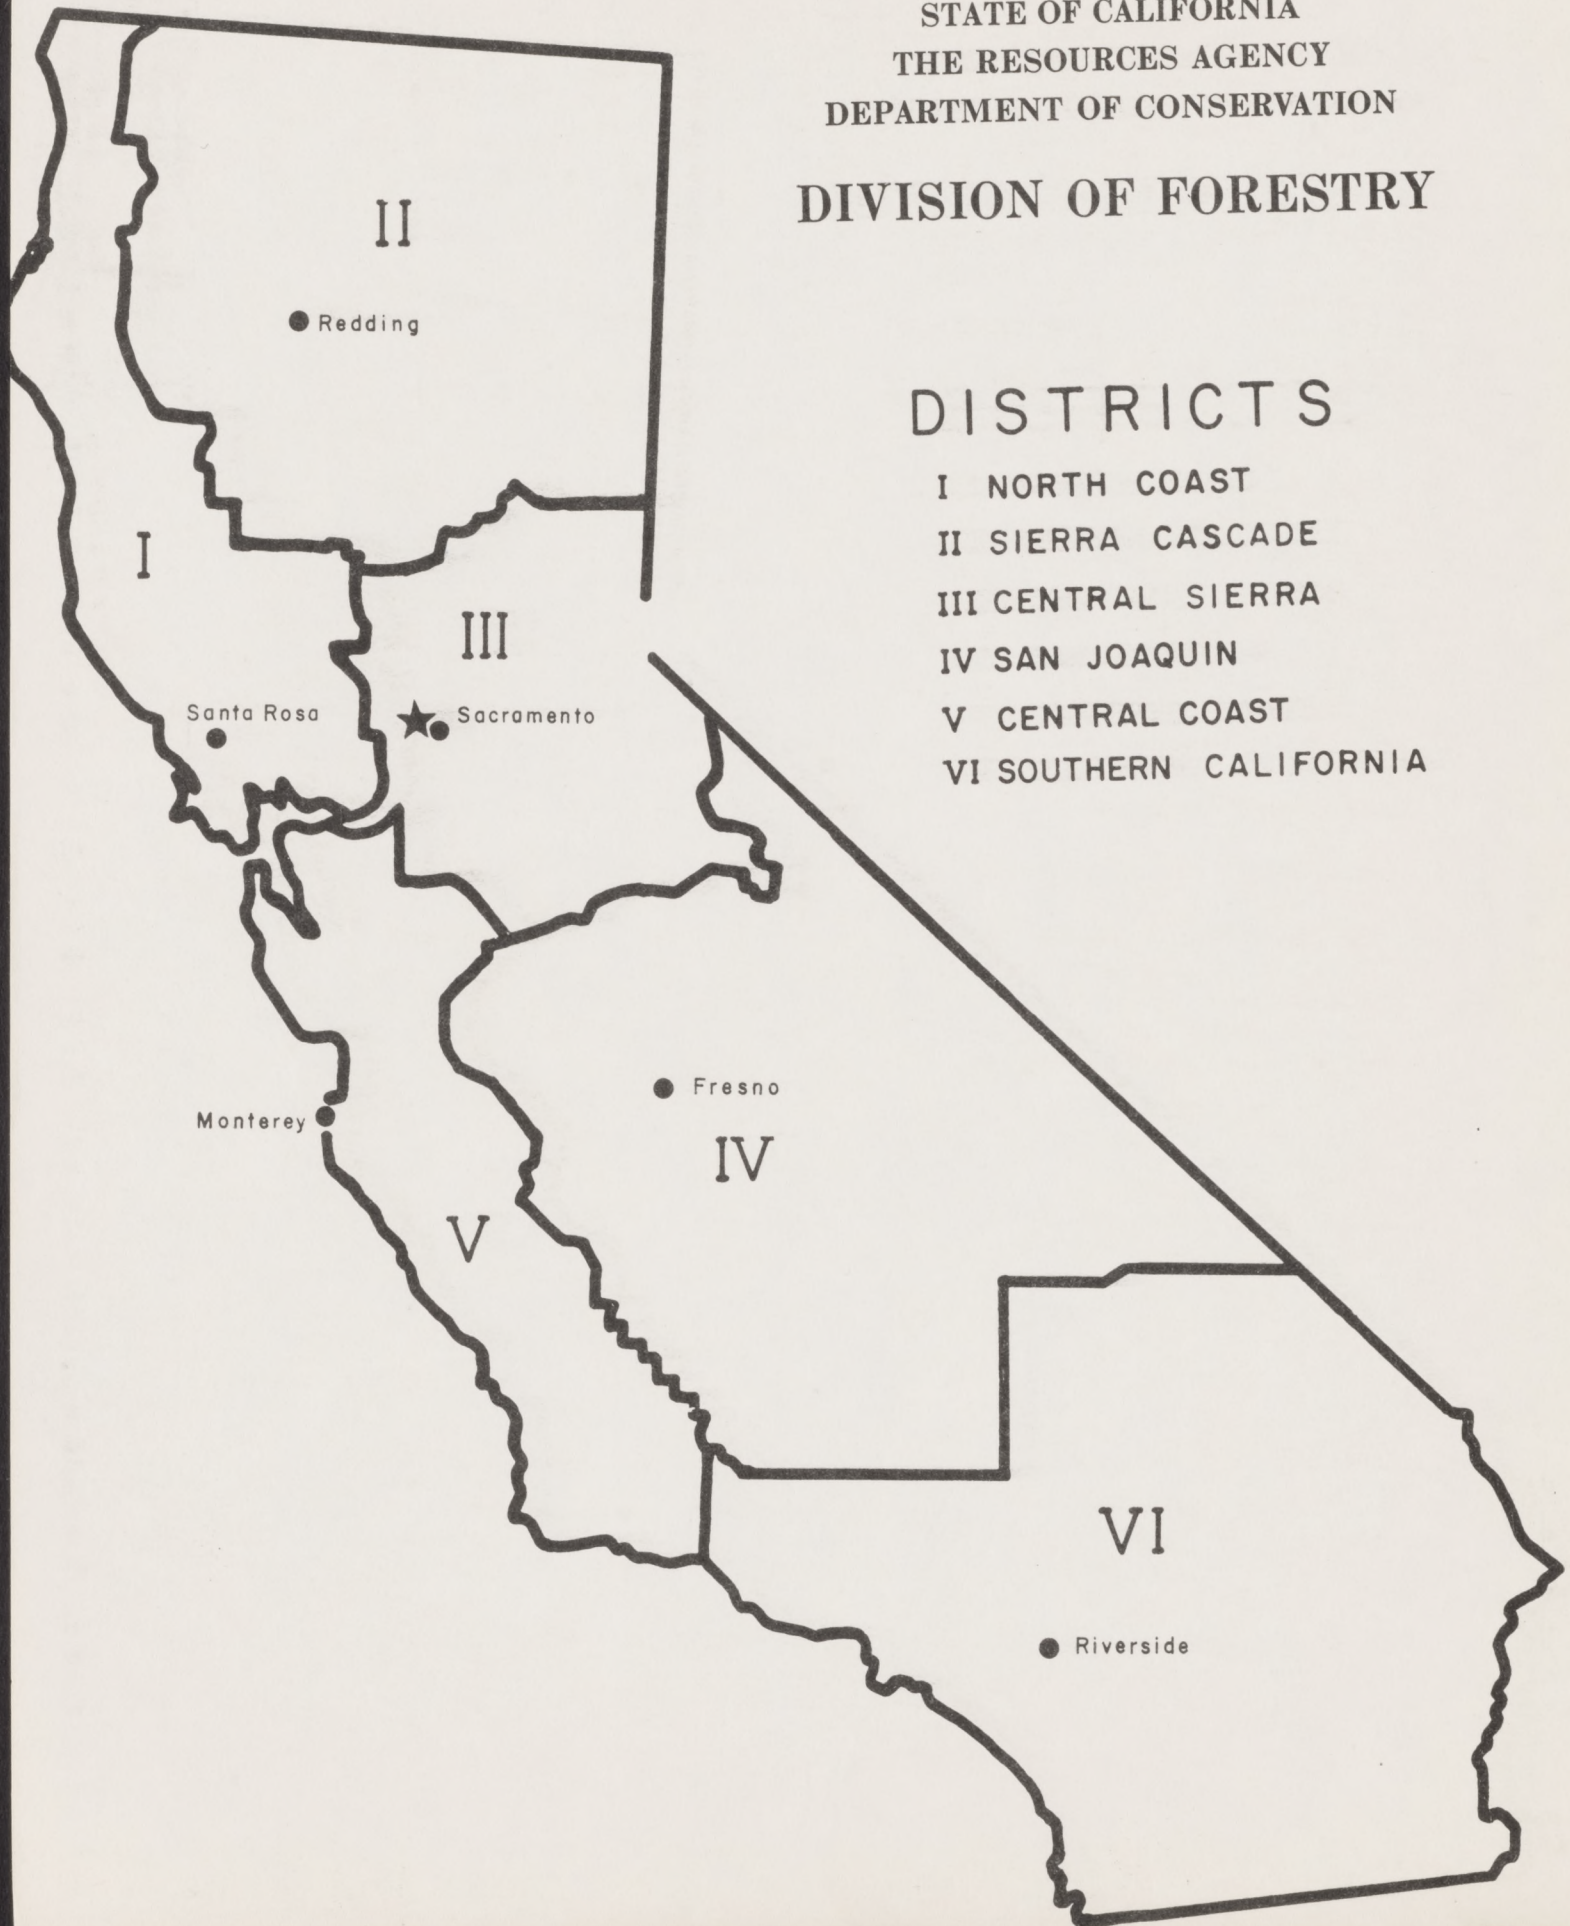 STATE OF CALIFORNIA
THE RESOURCES AGENCY
DEPARTMENT OF CONSERVATION
DIVISION OF FORESTRY
II
Redding
DISTRICTS
I NORTH COAST
II SIERRA CASCADE
III CENTRAL SIERRA
IV SAN JOAQUIN
V CENTRAL COAST
VI SOUTHERN CALIFORNIA
I
III
Santa Rosa
Sacramento
Fresno
Monterey
IV
V
VI
Riverside